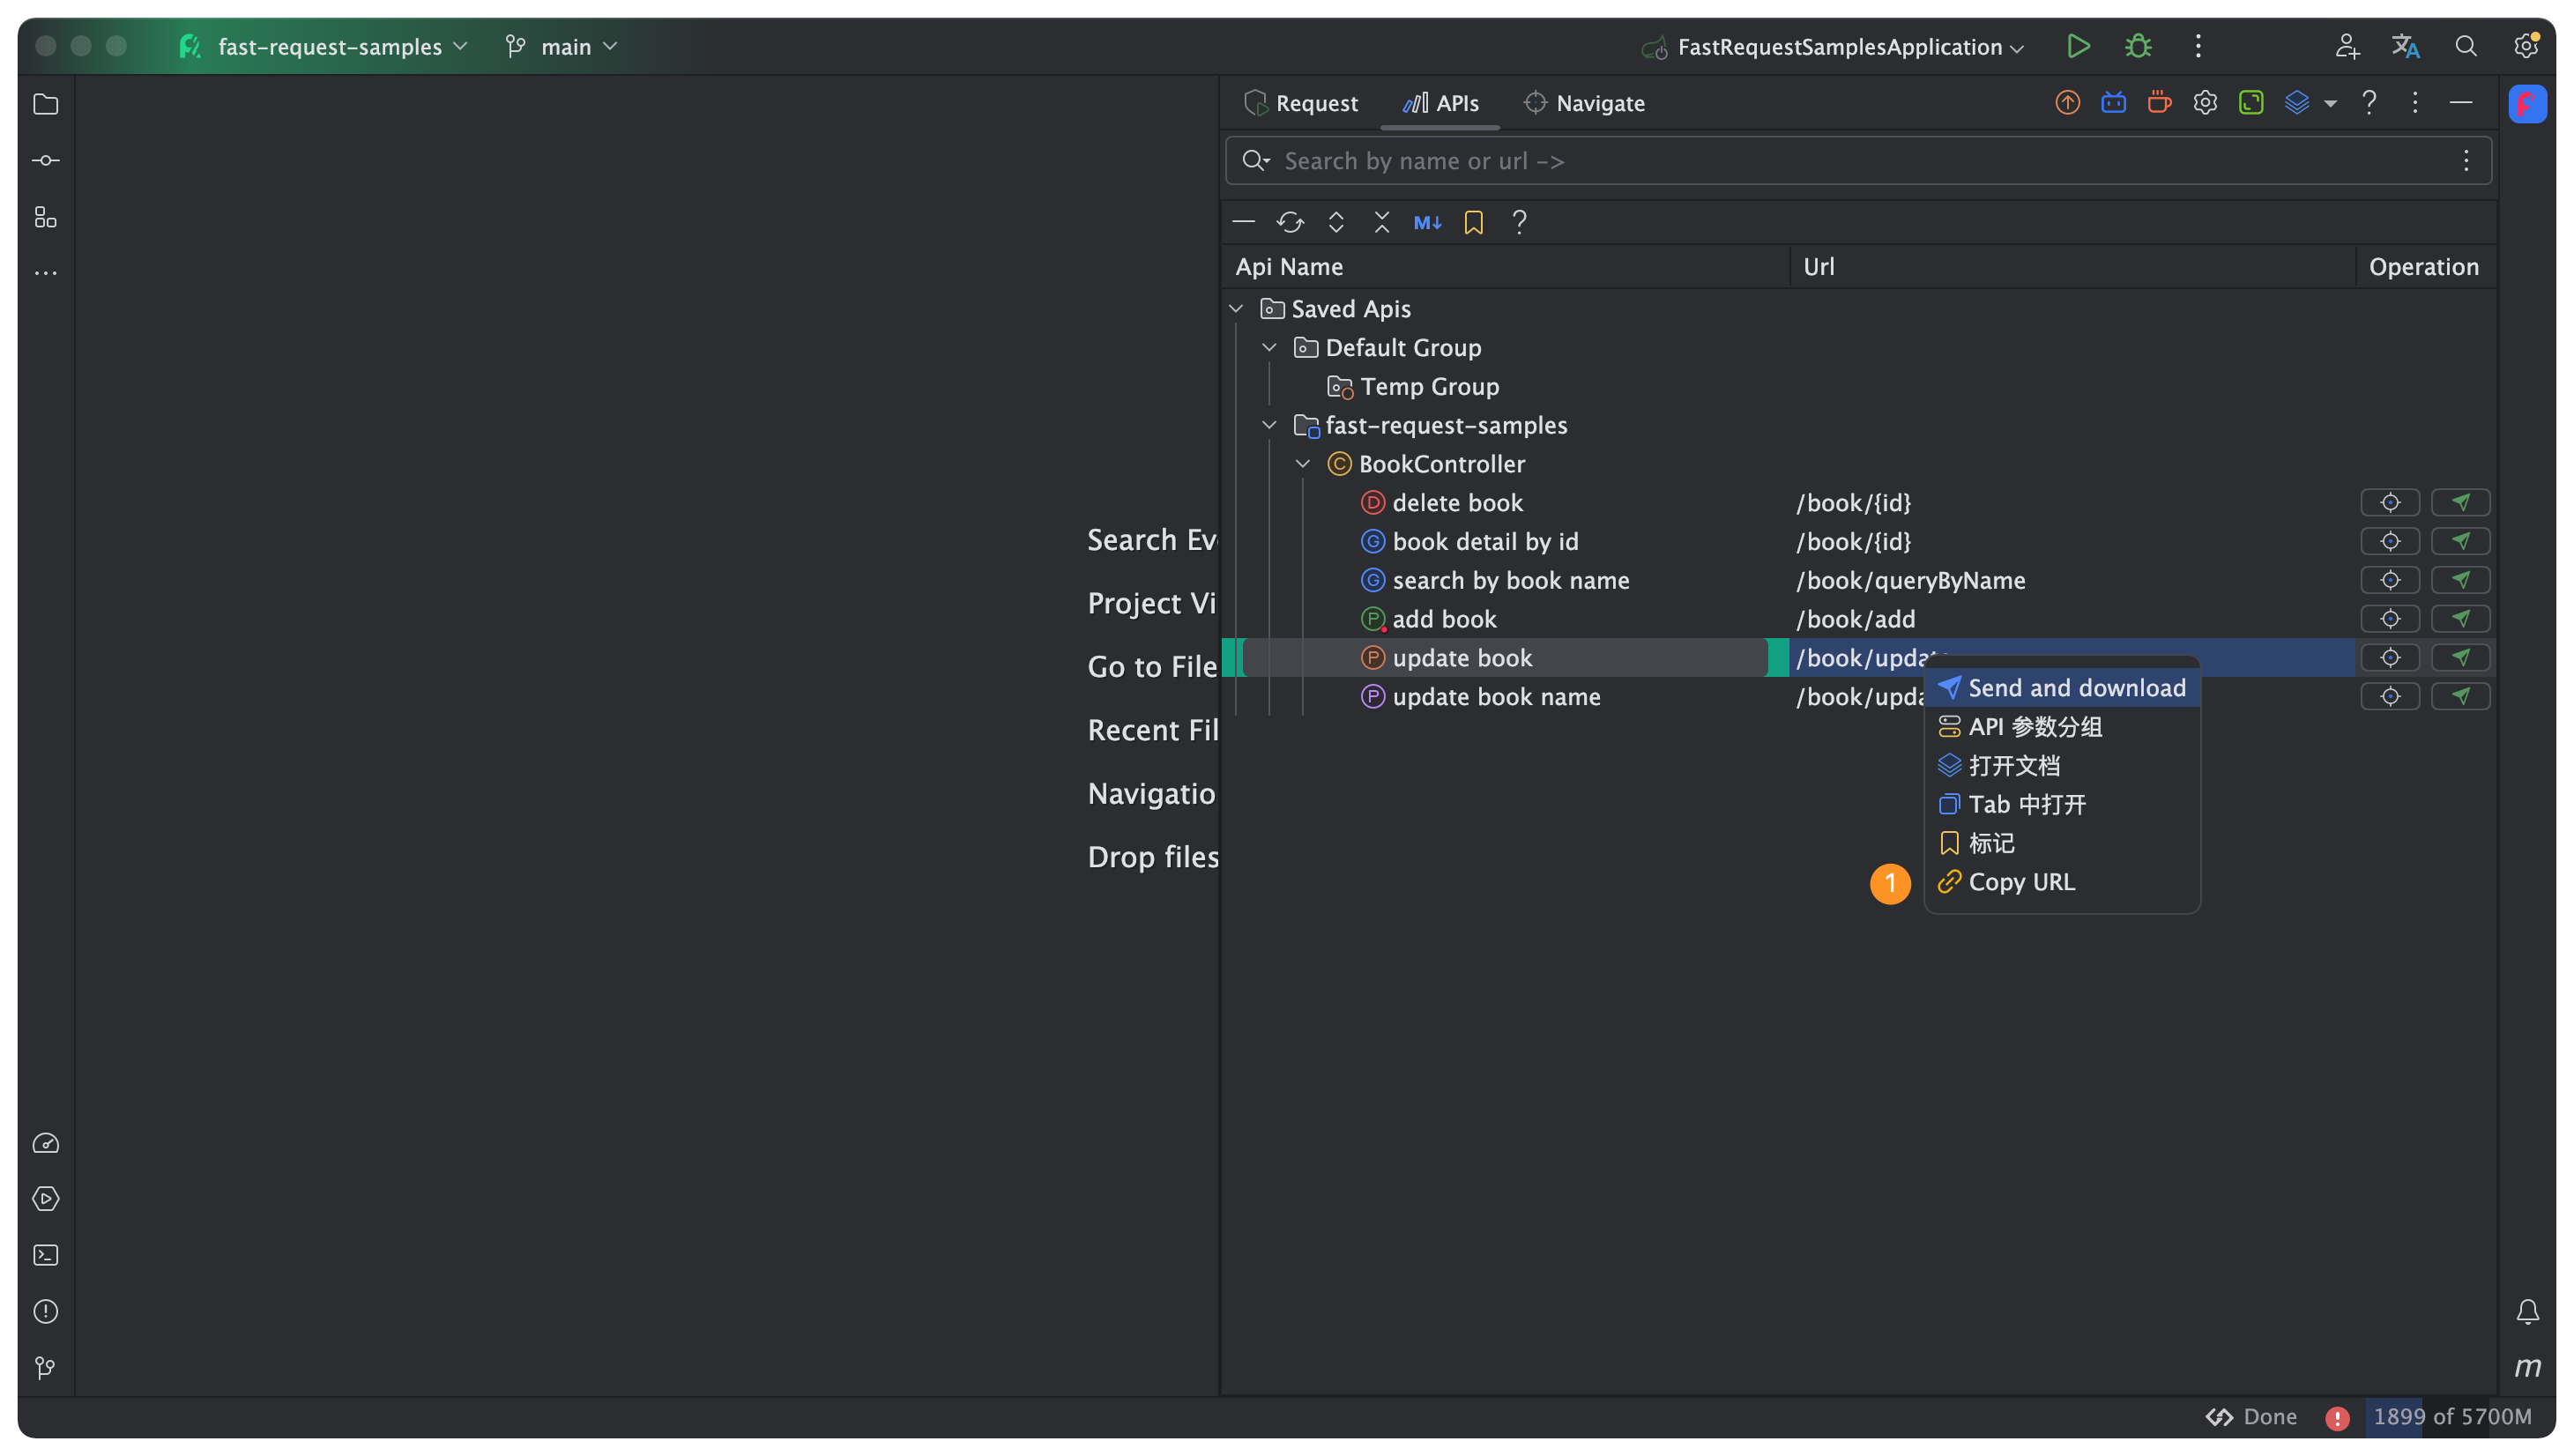 fast-request-samples main FastRequestSamplesApplication
Request APIs Navigate
Search by name or url ->
M↓
Api Name Url Operation
Saved Apis
Default Group
Temp Group
fast-request-samples
BookController
delete book /book/{id}
book detail by id /book/{id}
search by book name /book/queryByName
add book /book/add
update book /book/update
update book name /book/upda
Search Ev
Project Vi
Go to File
Recent Fil
Navigatio
Drop files
Send and download
API 参数分组
打开文档
Tab 中打开
标记
1 Copy URL
m
Done 1899 of 5700M